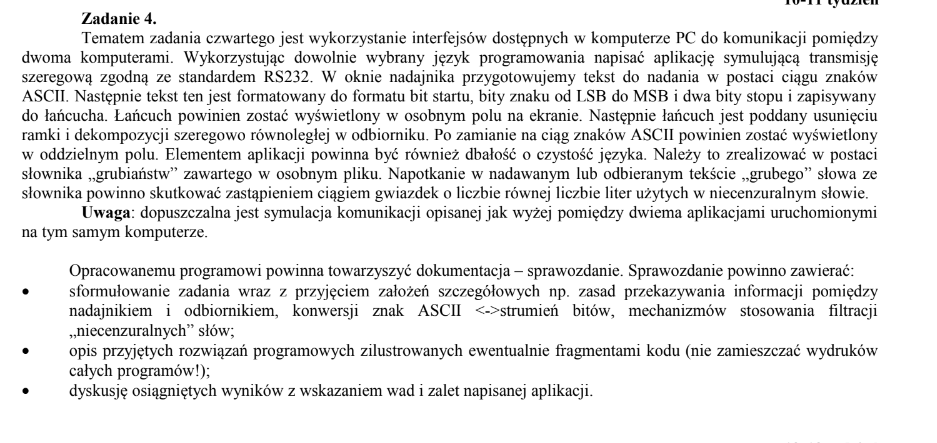 10-11 tydzień
Zadanie 4.
Tematem zadania czwartego jest wykorzystanie interfejsów dostępnych w komputerze PC do komunikacji pomiędzy
dwoma komputerami. Wykorzystując dowolnie wybrany język programowania napisać aplikację symulującą transmisję
szeregową zgodną ze standardem RS232. W oknie nadajnika przygotowujemy tekst do nadania w postaci ciągu znaków
ASCII. Następnie tekst ten jest formatowany do formatu bit startu, bity znaku od LSB do MSB i dwa bity stopu i zapisywany
do łańcucha. Łańcuch powinien zostać wyświetlony w osobnym polu na ekranie. Następnie łańcuch jest poddany usunięciu
ramki i dekompozycji szeregowo równoległej w odbiorniku. Po zamianie na ciąg znaków ASCII powinien zostać wyświetlony
w oddzielnym polu. Elementem aplikacji powinna być również dbałość o czystość języka. Należy to zrealizować w postaci
słownika „grubiaństw” zawartego w osobnym pliku. Napotkanie w nadawanym lub odbieranym tekście „grubego” słowa ze
słownika powinno skutkować zastąpieniem ciągiem gwiazdek o liczbie równej liczbie liter użytych w niecenzuralnym słowie.
Uwaga: dopuszczalna jest symulacja komunikacji opisanej jak wyżej pomiędzy dwiema aplikacjami uruchomionymi
na tym samym komputerze.
Opracowanemu programowi powinna towarzyszyć dokumentacja – sprawozdanie. Sprawozdanie powinno zawierać:
• sformułowanie zadania wraz z przyjęciem założeń szczegółowych np. zasad przekazywania informacji pomiędzy
nadajnikiem i odbiornikiem, konwersji znak ASCII <->strumień bitów, mechanizmów stosowania filtracji
„niecenzuralnych” słów;
• opis przyjętych rozwiązań programowych zilustrowanych ewentualnie fragmentami kodu (nie zamieszczać wydruków
całych programów!);
• dyskusję osiągniętych wyników z wskazaniem wad i zalet napisanej aplikacji.